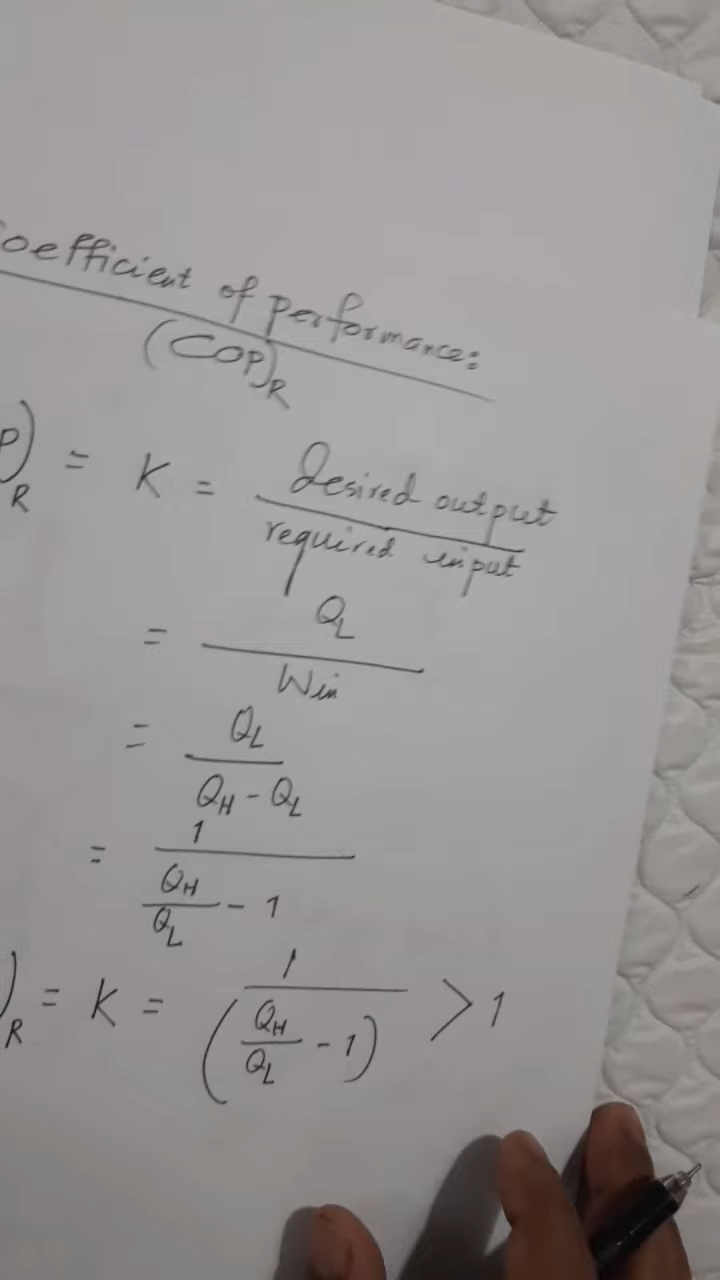 oefficient of performance:
(COP)R
P)R = K = desired output / required input
= QL / Win
= QL / QH - QL
= 1 / QH/QL - 1
)R = K = 1 / (QH/QL - 1) > 1